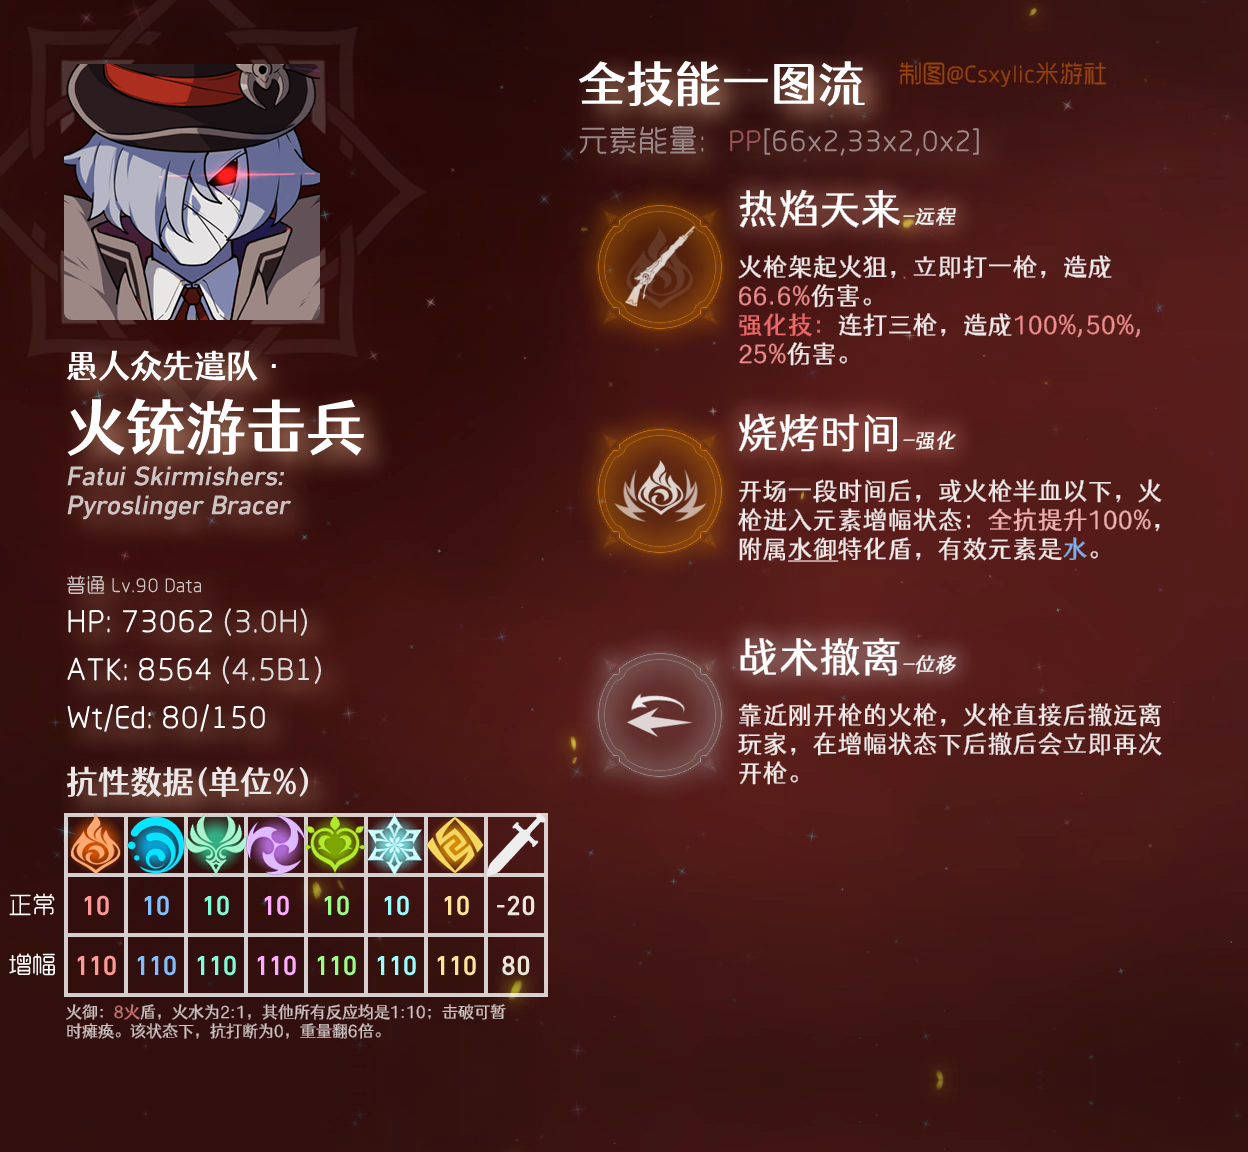 全技能一图流
制图@Csxylic米游社
元素能量： PP[66x2,33x2,0x2]
愚人众先遣队 ·
火铳游击兵
Fatui Skirmishers:
Pyroslinger Bracer
普通 Lv.90 Data
HP: 73062 (3.0H)
ATK: 8564 (4.5B1)
Wt/Ed: 80/150
抗性数据(单位%)
正常 10 10 10 10 10 10 10 -20
增幅 110 110 110 110 110 110 110 80
火御：8火盾，火水为2:1，其他所有反应均是1:10；击破可暂
时瘫痪。该状态下，抗打断为0，重量翻6倍。
热焰天来–远程
火枪架起火狙，立即打一枪，造成
66.6%伤害。
强化技：连打三枪，造成100%,50%,
25%伤害。
烧烤时间–强化
开场一段时间后，或火枪半血以下，火
枪进入元素增幅状态：全抗提升100%，
附属水御特化盾，有效元素是水。
战术撤离–位移
靠近刚开枪的火枪，火枪直接后撤远离
玩家，在增幅状态下后撤后会立即再次
开枪。